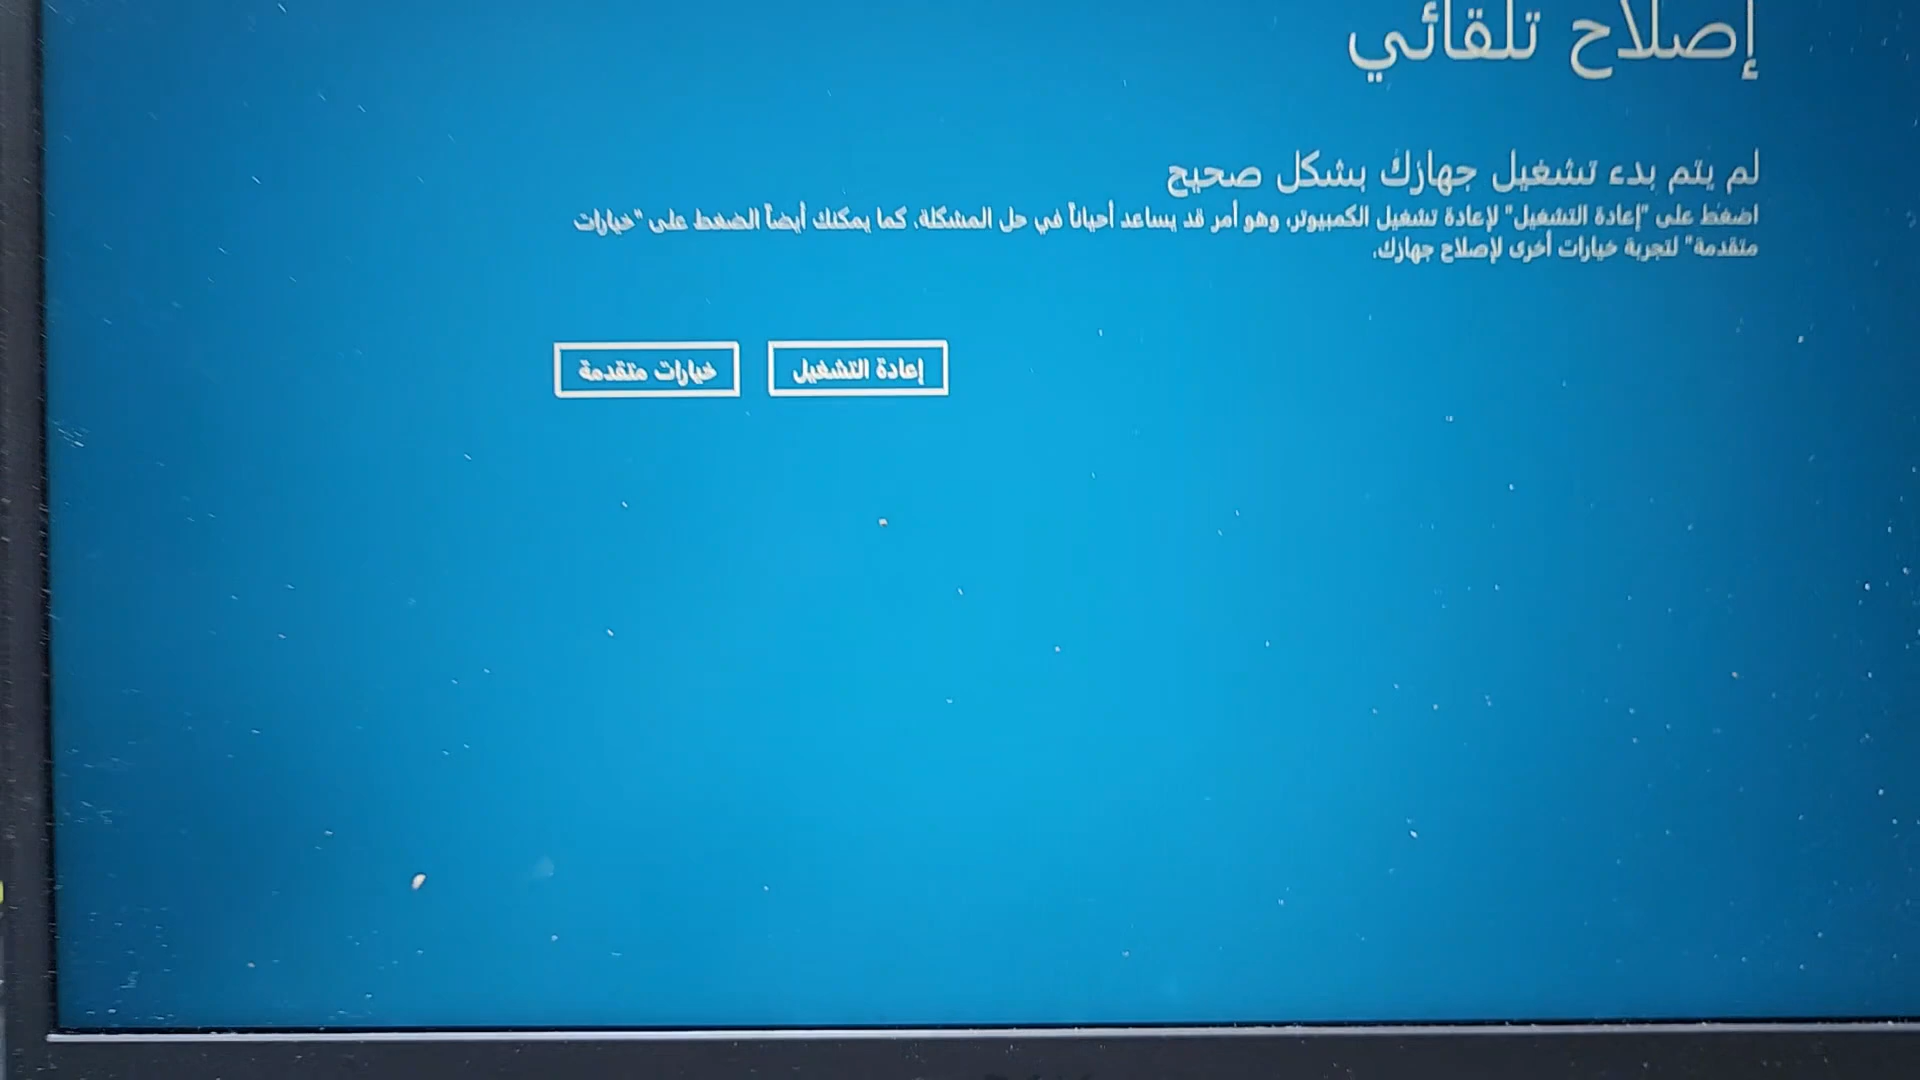 إصلاح تلقائي
لم يتم بدء تشغيل جهازك بشكل صحيح
اضغط على "إعادة التشغيل" لإعادة تشغيل الكمبيوتر، وهو أمر قد يساعد أحياناً في حل المشكلة. كما يمكنك أيضاً الضغط على "خيارات
متقدمة" لتجربة خيارات أخرى لإصلاح جهازك.
إعادة التشغيل
خيارات متقدمة